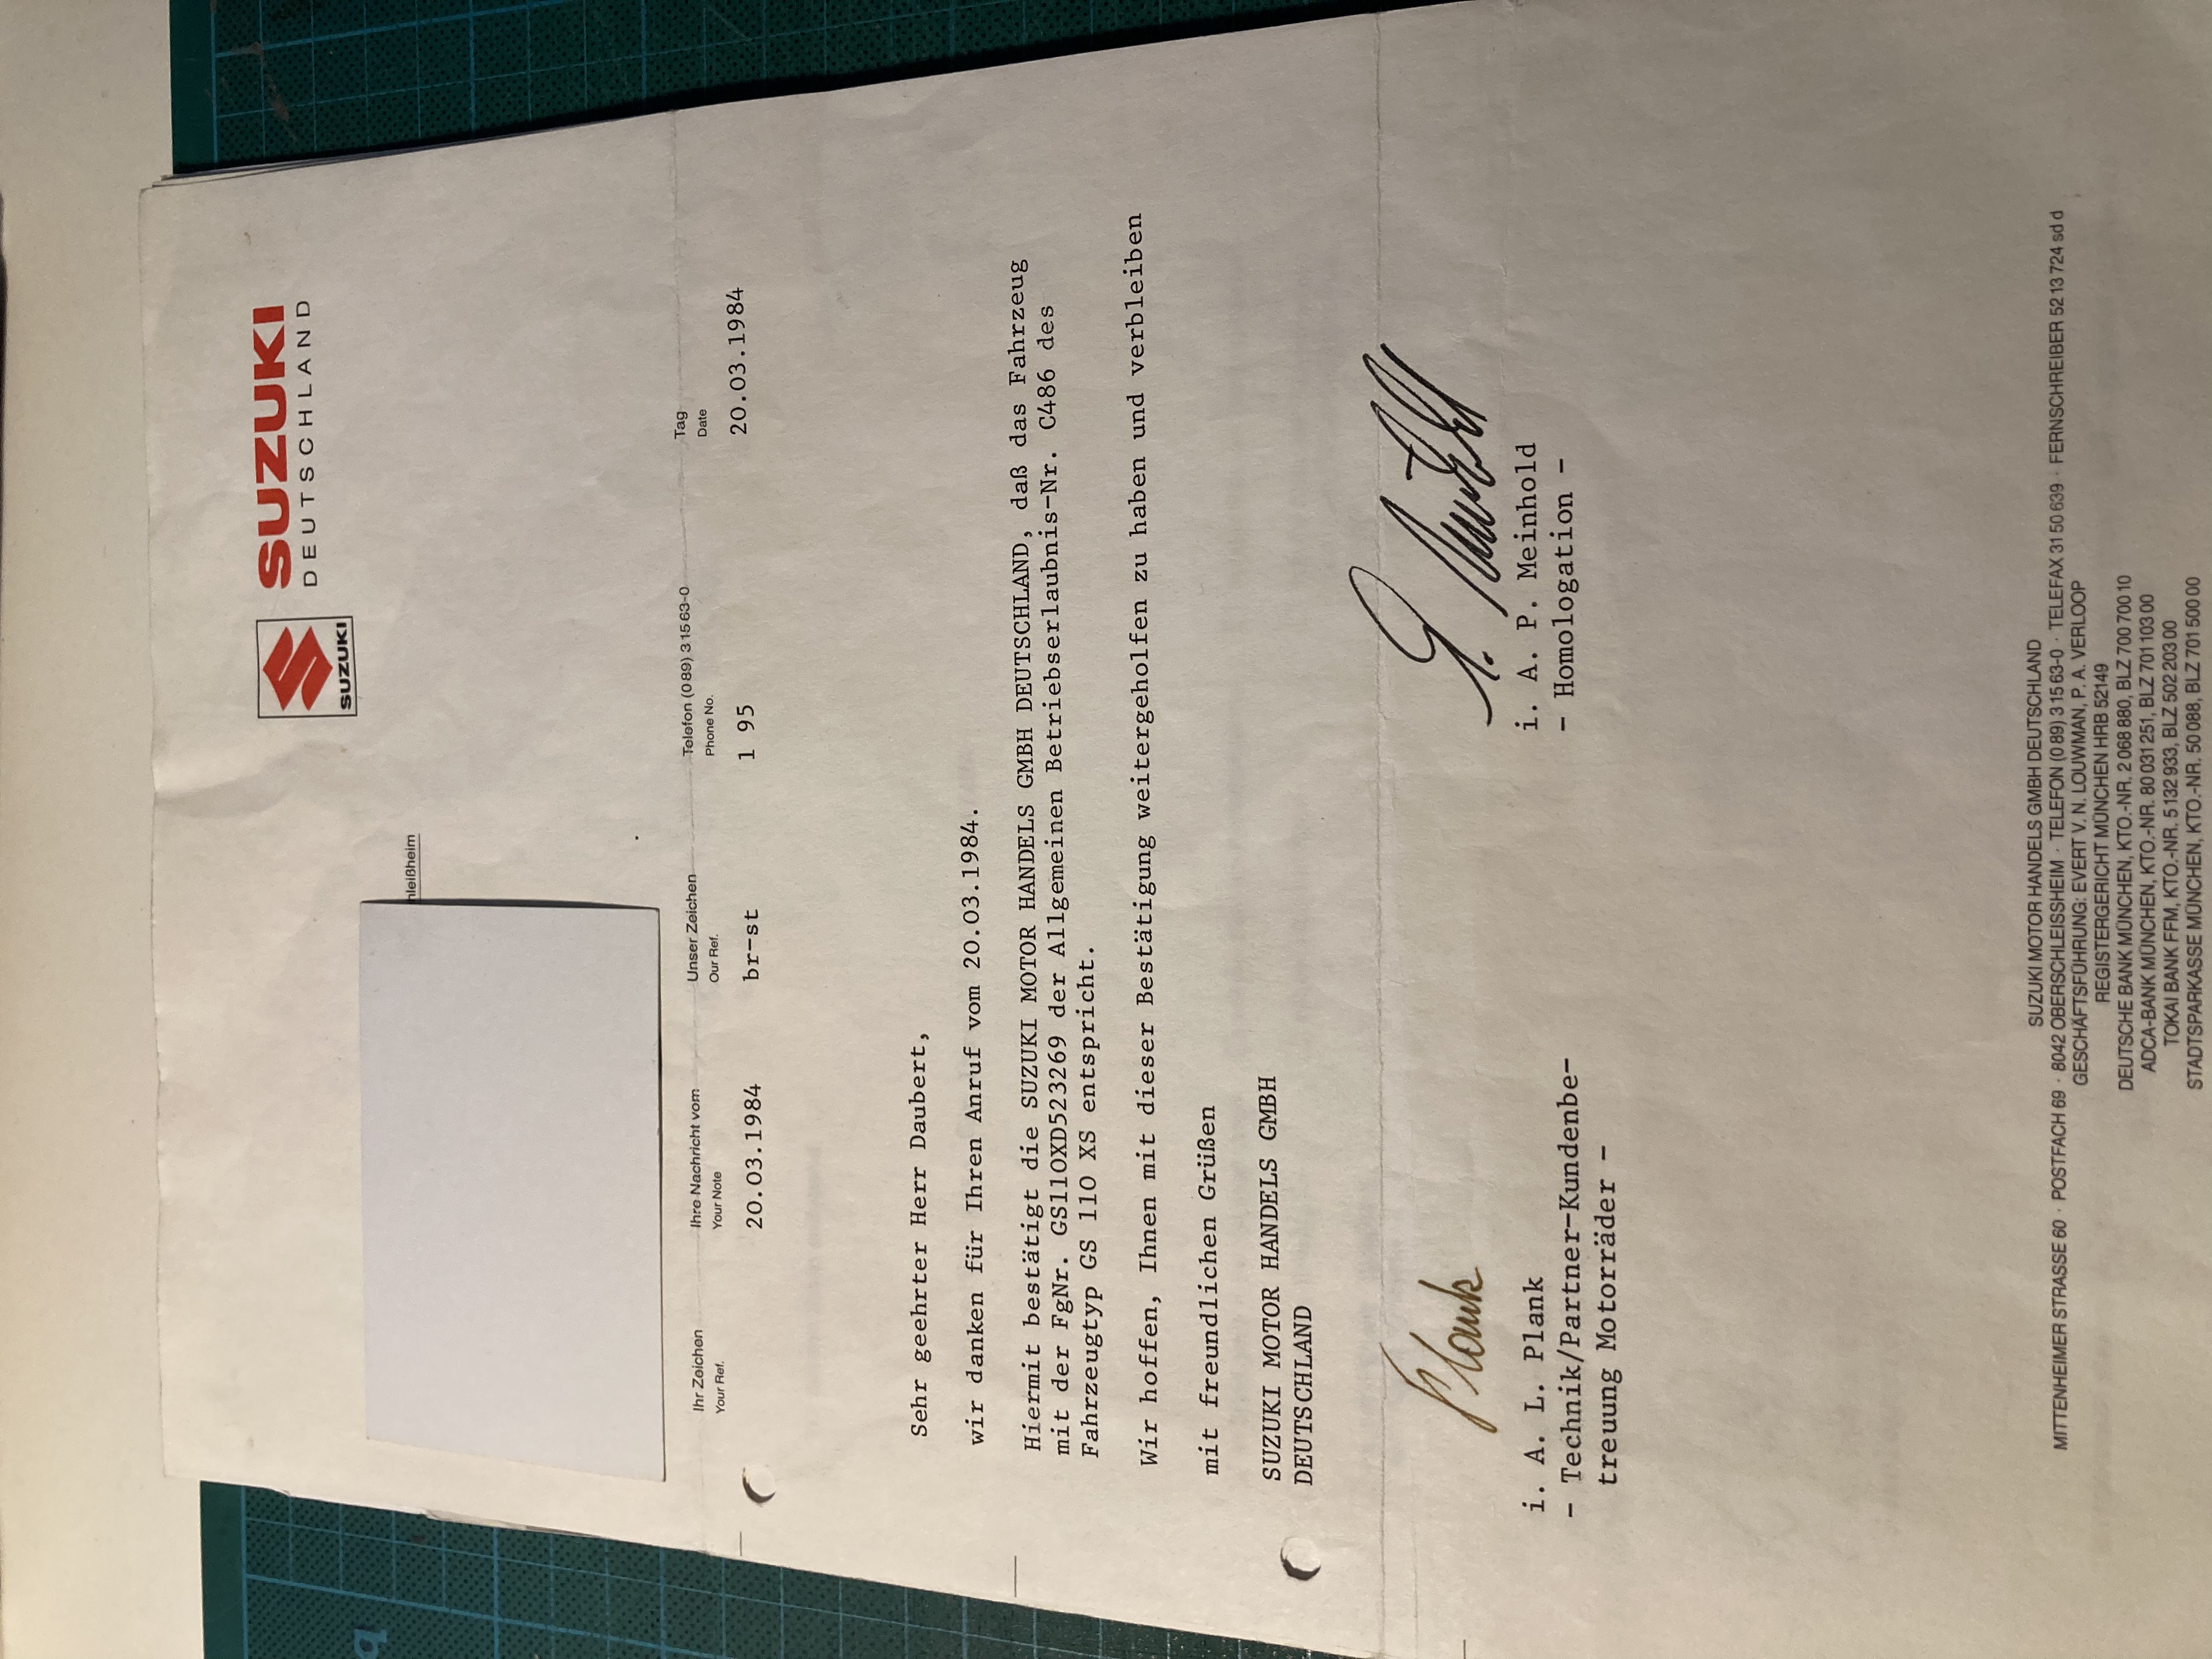 SUZUKI
SUZUKI
DEUTSCHLAND
hleißheim
Ihr Zeichen
Your Ref.
Ihre Nachricht vom
Your Note
20.03.1984
Unser Zeichen
Our Ref.
br-st
Telefon (089) 3 15 63-0
Phone No.
1 95
Tag
Date
20.03.1984
Sehr geehrter Herr Daubert,
wir danken für Ihren Anruf vom 20.03.1984.
Hiermit bestätigt die SUZUKI MOTOR HANDELS GMBH DEUTSCHLAND, daß das Fahrzeug
mit der FgNr. GS110XD523269 der Allgemeinen Betriebserlaubnis-Nr. C486 des
Fahrzeugtyp GS 110 XS entspricht.
Wir hoffen, Ihnen mit dieser Bestätigung weitergeholfen zu haben und verbleiben
mit freundlichen Grüßen
SUZUKI MOTOR HANDELS GMBH
DEUTSCHLAND
Plank
i. A. L. Plank
- Technik/Partner-Kundenbe-
treuung Motorräder -
i. A. P. Meinhold
- Homologation -
SUZUKI MOTOR HANDELS GMBH DEUTSCHLAND
MITTENHEIMER STRASSE 60 · POSTFACH 69 · 8042 OBERSCHLEISSHEIM · TELEFON (0 89) 3 15 63-0 · TELEFAX 31 50 639 · FERNSCHREIBER 52 13 724 sd d
GESCHÄFTSFÜHRUNG: EVERT V. N. LOUWMAN, P. A. VERLOOP
REGISTERGERICHT MÜNCHEN HRB 52149
DEUTSCHE BANK MÜNCHEN, KTO.-NR. 2 068 880, BLZ 700 700 10
ADCA-BANK MÜNCHEN, KTO.-NR. 80 031 251, BLZ 701 103 00
TOKAI BANK FFM, KTO.-NR. 5 132 933, BLZ 502 203 00
STADTSPARKASSE MÜNCHEN, KTO.-NR. 50 088, BLZ 701 500 00